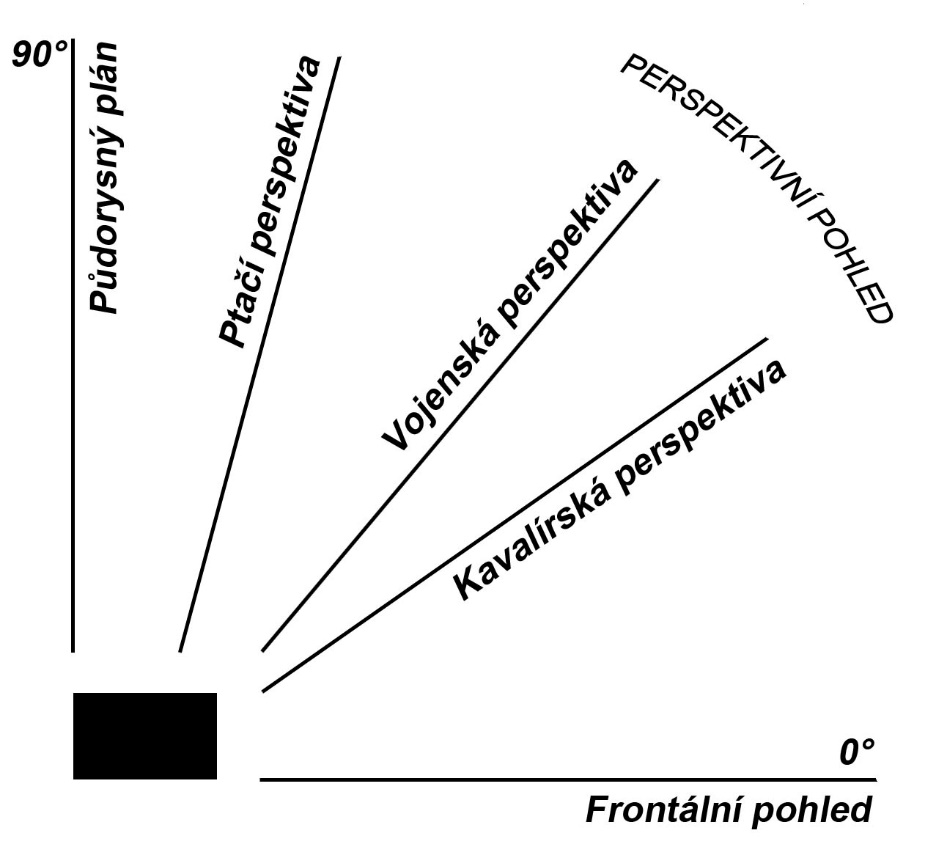 90°
Půdorysný plán
Ptačí perspektiva
Vojenská perspektiva
PERSPEKTIVNÍ POHLED
Kavalírská perspektiva
0°
Frontální pohled